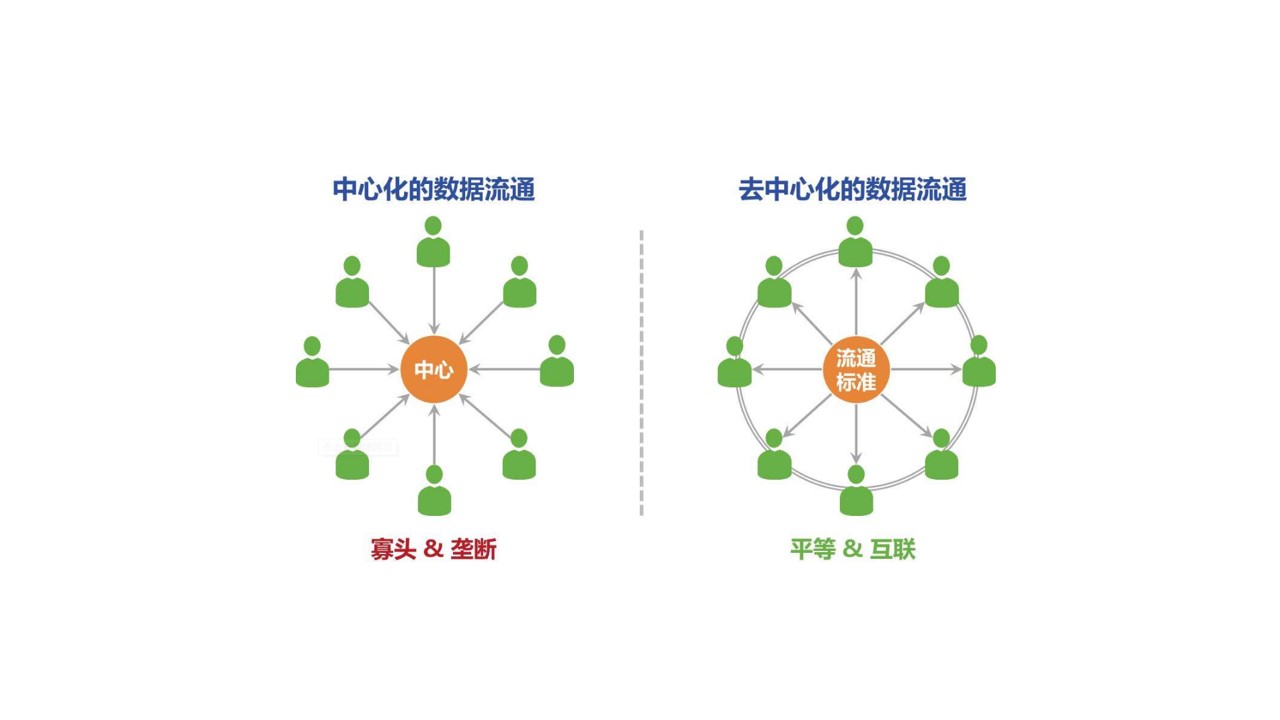 中心化的数据流通
去中心化的数据流通
中心
流通
标准
寡头 & 垄断
平等 & 互联